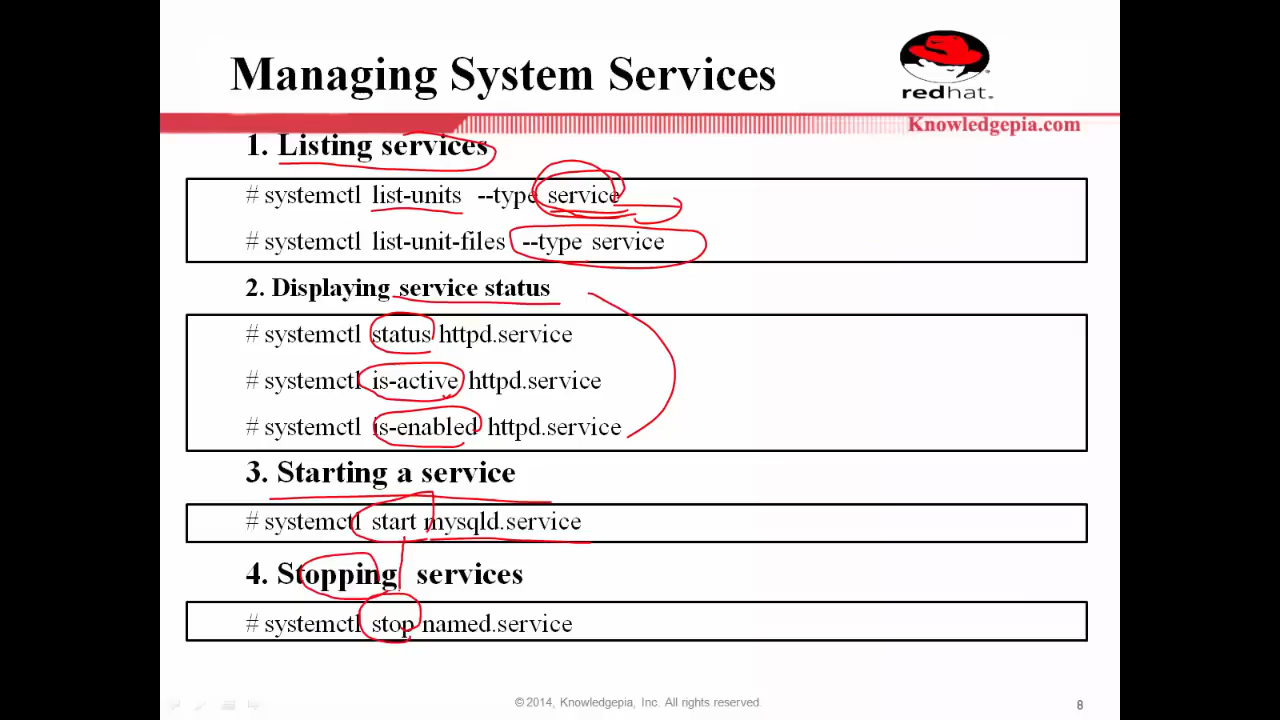 Managing System Services
redhat.
Knowledgepia.com
1. Listing services
# systemctl list-units --type service
# systemctl list-unit-files --type service
2. Displaying service status
# systemctl status httpd.service
# systemctl is-active httpd.service
# systemctl is-enabled httpd.service
3. Starting a service
# systemctl start mysqld.service
4. Stopping services
# systemctl stop named.service
© 2014, Knowledgepia, Inc. All rights reserved.
8